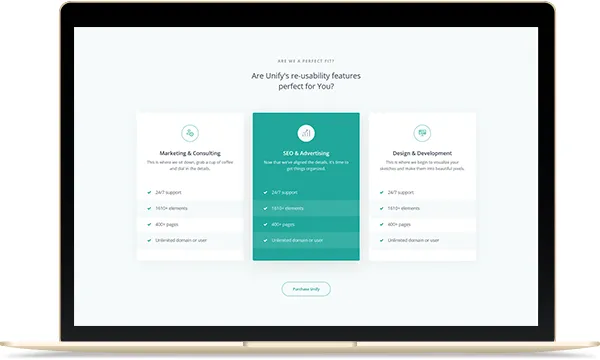 ARE WE A PERFECT FIT?
Are Unify's re-usability features
perfect for You?
Marketing & Consulting
This is where we sit down, grab a cup of coffee
and dial in the details.
24/7 support
1610+ elements
400+ pages
Unlimited domain or user
SEO & Advertising
Now that we've aligned the details, it's time to
get things organized.
24/7 support
1610+ elements
400+ pages
Unlimited domain or user
Design & Development
This is where we begin to visualize your
sketches and make them into beautiful pixels.
24/7 support
1610+ elements
400+ pages
Unlimited domain or user
Purchase Unify